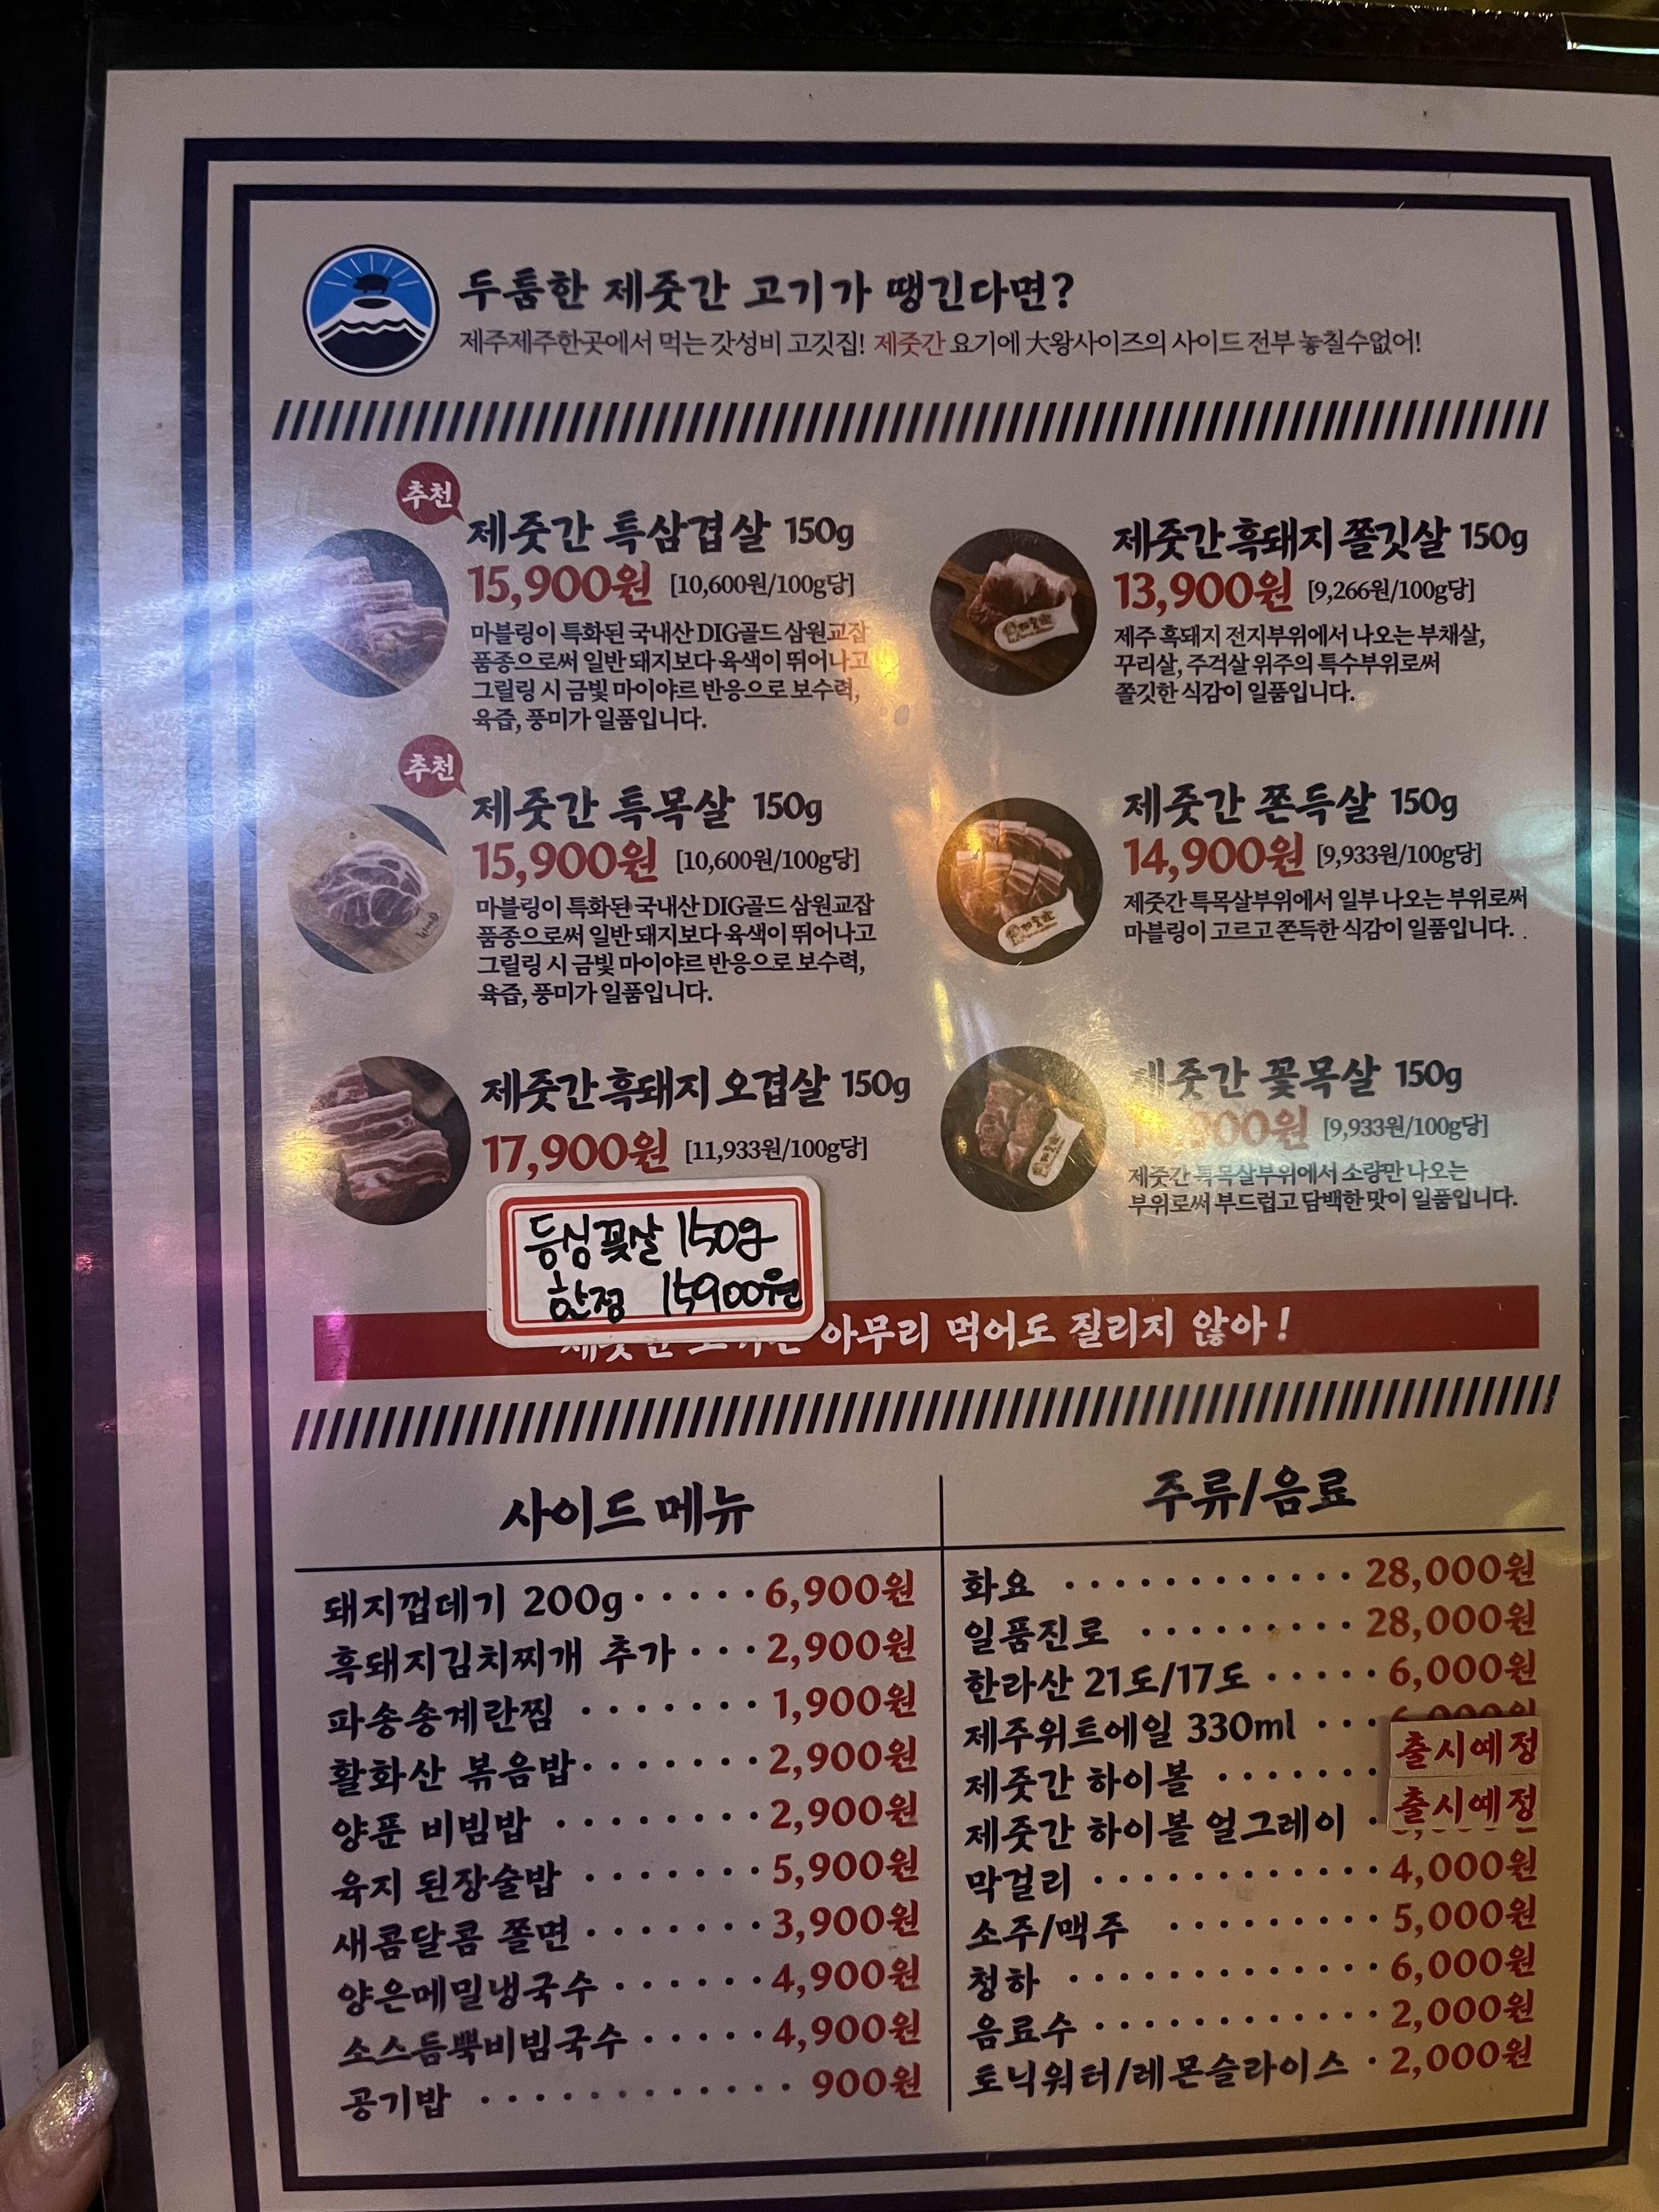 두툼한 제줏간 고기가 땡긴다면?
제주제주한곳에서 먹는 갓성비 고깃집! 제줏간 요기에 大왕사이즈의 사이드 전부 놓칠수없어!
추천
제줏간 특삼겹살 150g
15,900원 [10,600원/100g당]
마블링이 특화된 국내산 DIG골드 삼원교잡
품종으로써 일반 돼지보다 육색이 뛰어나고
그릴링 시 금빛 마이야르 반응으로 보수력,
육즙, 풍미가 일품입니다.
제줏간 흑돼지 쫄깃살 150g
13,900원 [9,266원/100g당]
제주 흑돼지 전지부위에서 나오는 부채살,
꾸리살, 주걱살 위주의 특수부위로써
쫄깃한 식감이 일품입니다.
추천
제줏간 특목살 150g
15,900원 [10,600원/100g당]
마블링이 특화된 국내산 DIG골드 삼원교잡
품종으로써 일반 돼지보다 육색이 뛰어나고
그릴링 시 금빛 마이야르 반응으로 보수력,
육즙, 풍미가 일품입니다.
제줏간 쫀득살 150g
14,900원 [9,933원/100g당]
제줏간 특목살부위에서 일부 나오는 부위로써
마블링이 고르고 쫀득한 식감이 일품입니다.
제줏간 흑돼지 오겹살 150g
17,900원 [11,933원/100g당]
제줏간 꽃목살 150g
[9,933원/100g당]
제줏간 특목살부위에서 소량만 나오는
부위로써 부드럽고 담백한 맛이 일품입니다.
등심꽃살 150g
한정 15900원
아무리 먹어도 질리지 않아!
사이드 메뉴
돼지껍데기 200g ····· 6,900원
흑돼지김치찌개 추가 ··· 2,900원
파송송계란찜 ······· 1,900원
활화산 볶음밥 ······· 2,900원
양푼 비빔밥 ········ 2,900원
육지 된장술밥 ······· 5,900원
새콤달콤 쫄면 ······· 3,900원
양은메밀냉국수 ······ 4,900원
소스듬뿍비빔국수 ····· 4,900원
공기밥 ············ 900원
주류/음료
화요 ············ 28,000원
일품진로 ········· 28,000원
한라산 21도/17도 ····· 6,000원
제주위트에일 330ml ···
제줏간 하이볼 ······· 출시예정
제줏간 하이볼 얼그레이 · 출시예정
막걸리 ············ 4,000원
소주/맥주 ········· 5,000원
청하 ············· 6,000원
음료수 ············ 2,000원
토닉워터/레몬슬라이스 · 2,000원